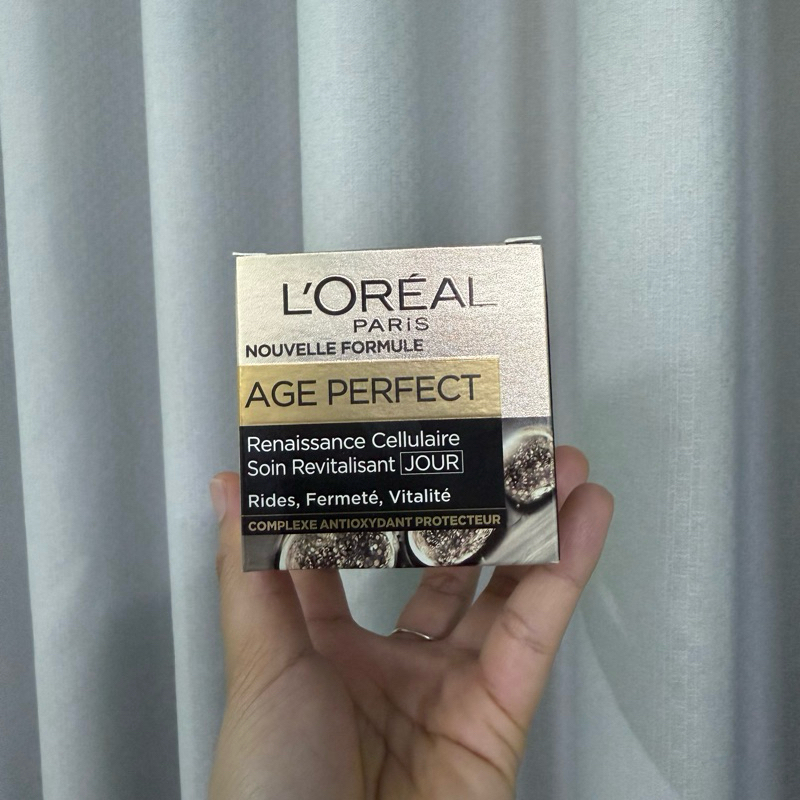 L'ORÉAL
PARIS
NOUVELLE FORMULE
AGE PERFECT
Renaissance Cellulaire
Soin Revitalisant JOUR
Rides, Fermeté, Vitalité
COMPLEXE ANTIOXYDANT PROTECTEUR